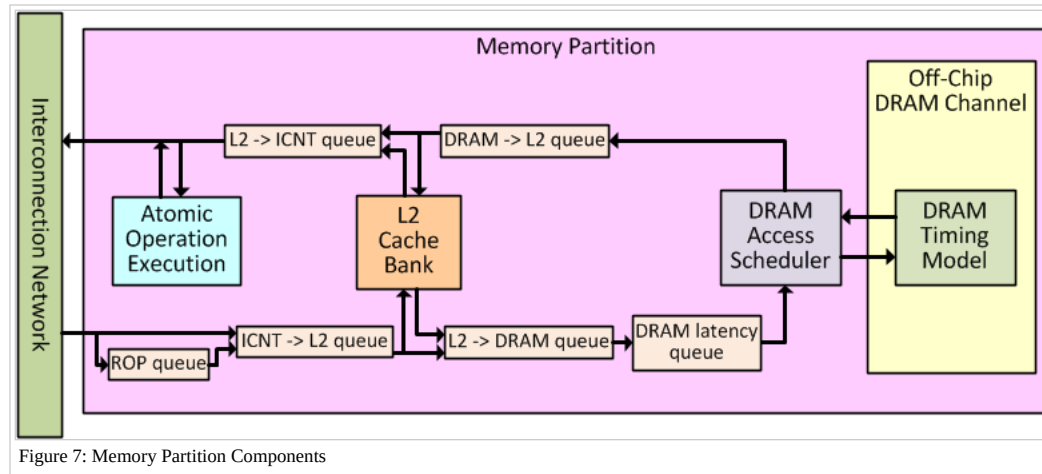 Memory Partition
Interconnection Network
Off-Chip
DRAM Channel
L2 -> ICNT queue
DRAM -> L2 queue
Atomic
Operation
Execution
L2
Cache
Bank
DRAM
Access
Scheduler
DRAM
Timing
Model
ICNT -> L2 queue
L2 -> DRAM queue
DRAM latency
queue
ROP queue
Figure 7: Memory Partition Components